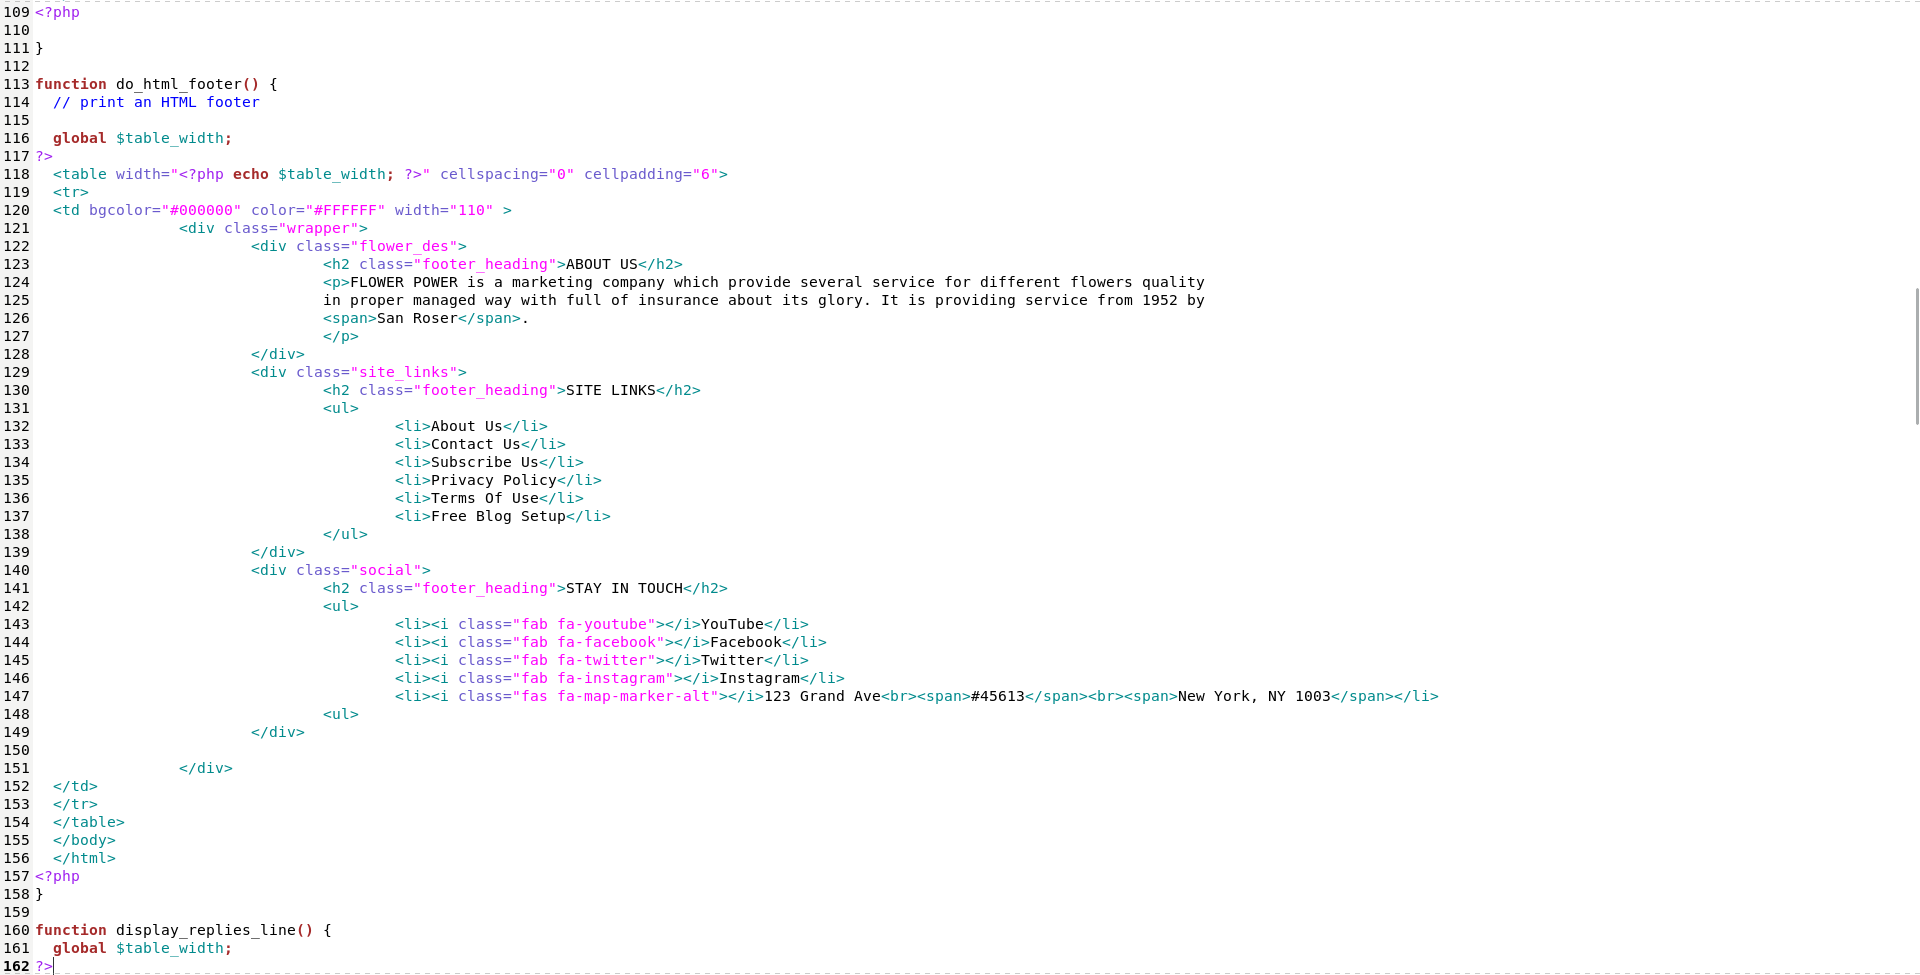 109 <?php
110
111 }
112
113 function do_html_footer() {
114   // print an HTML footer
115
116   global $table_width;
117 ?>
118   <table width="<?php echo $table_width; ?>" cellspacing="0" cellpadding="6">
119   <tr>
120   <td bgcolor="#000000" color="#FFFFFF" width="110" >
121                 <div class="wrapper">
122                         <div class="flower_des">
123                                 <h2 class="footer_heading">ABOUT US</h2>
124                                 <p>FLOWER POWER is a marketing company which provide several service for different flowers quality
125                                 in proper managed way with full of insurance about its glory. It is providing service from 1952 by
126                                 <span>San Roser</span>.
127                                 </p>
128                         </div>
129                         <div class="site_links">
130                                 <h2 class="footer_heading">SITE LINKS</h2>
131                                 <ul>
132                                         <li>About Us</li>
133                                         <li>Contact Us</li>
134                                         <li>Subscribe Us</li>
135                                         <li>Privacy Policy</li>
136                                         <li>Terms Of Use</li>
137                                         <li>Free Blog Setup</li>
138                                 </ul>
139                         </div>
140                         <div class="social">
141                                 <h2 class="footer_heading">STAY IN TOUCH</h2>
142                                 <ul>
143                                         <li><i class="fab fa-youtube"></i>YouTube</li>
144                                         <li><i class="fab fa-facebook"></i>Facebook</li>
145                                         <li><i class="fab fa-twitter"></i>Twitter</li>
146                                         <li><i class="fab fa-instagram"></i>Instagram</li>
147                                         <li><i class="fas fa-map-marker-alt"></i>123 Grand Ave<br><span>#45613</span><br><span>New York, NY 1003</span></li>
148                                 <ul>
149                         </div>
150
151                 </div>
152   </td>
153   </tr>
154   </table>
155   </body>
156   </html>
157 <?php
158 }
159
160 function display_replies_line() {
161   global $table_width;
162 ?>